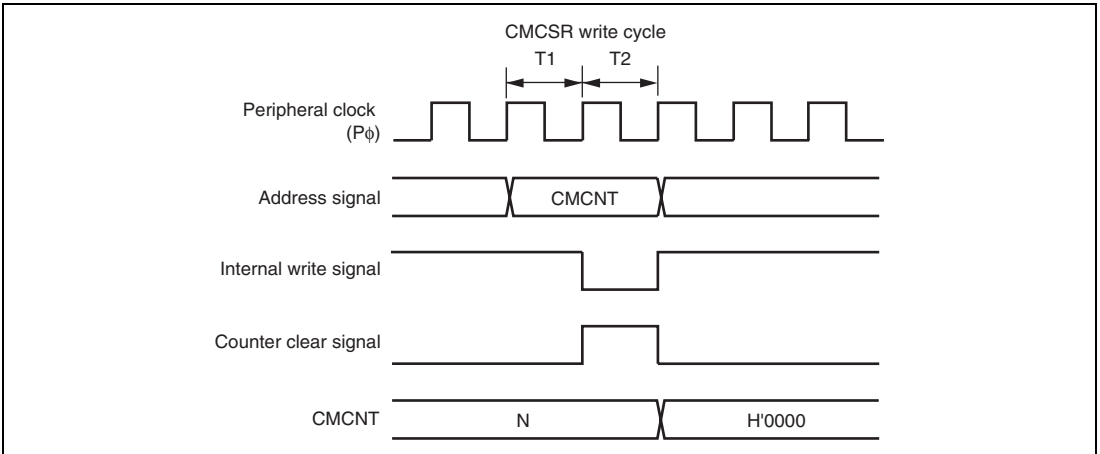 CMCSR write cycle
T1 T2
Peripheral clock
(Pϕ)
Address signal CMCNT
Internal write signal
Counter clear signal
CMCNT N H'0000